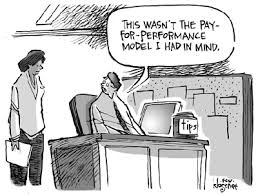 THIS WASN'T THE PAY-
FOR-PERFORMANCE
MODEL I HAD IN MIND.
tips